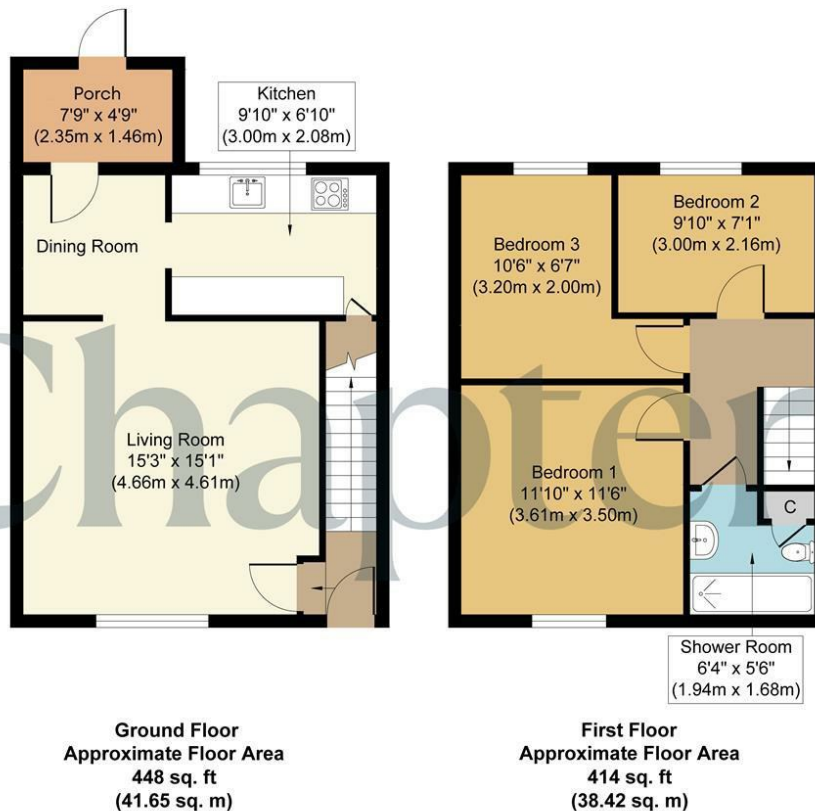 Porch
7'9" x 4'9"
(2.35m x 1.46m)
Kitchen
9'10" x 6'10"
(3.00m x 2.08m)
Dining Room
Living Room
15'3" x 15'1"
(4.66m x 4.61m)
Bedroom 2
9'10" x 7'1"
(3.00m x 2.16m)
Bedroom 3
10'6" x 6'7"
(3.20m x 2.00m)
Bedroom 1
11'10" x 11'6"
(3.61m x 3.50m)
C
Shower Room
6'4" x 5'6"
(1.94m x 1.68m)
Chapter
Ground Floor
Approximate Floor Area
448 sq. ft
(41.65 sq. m)
First Floor
Approximate Floor Area
414 sq. ft
(38.42 sq. m)